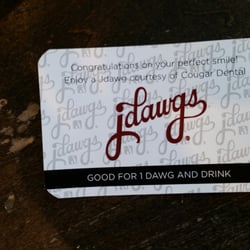 Congratulations on your perfect smile!
Enjoy a Jdawg courtesy of Cougar Dental
jdawgs.
GOOD FOR 1 DAWG AND DRINK